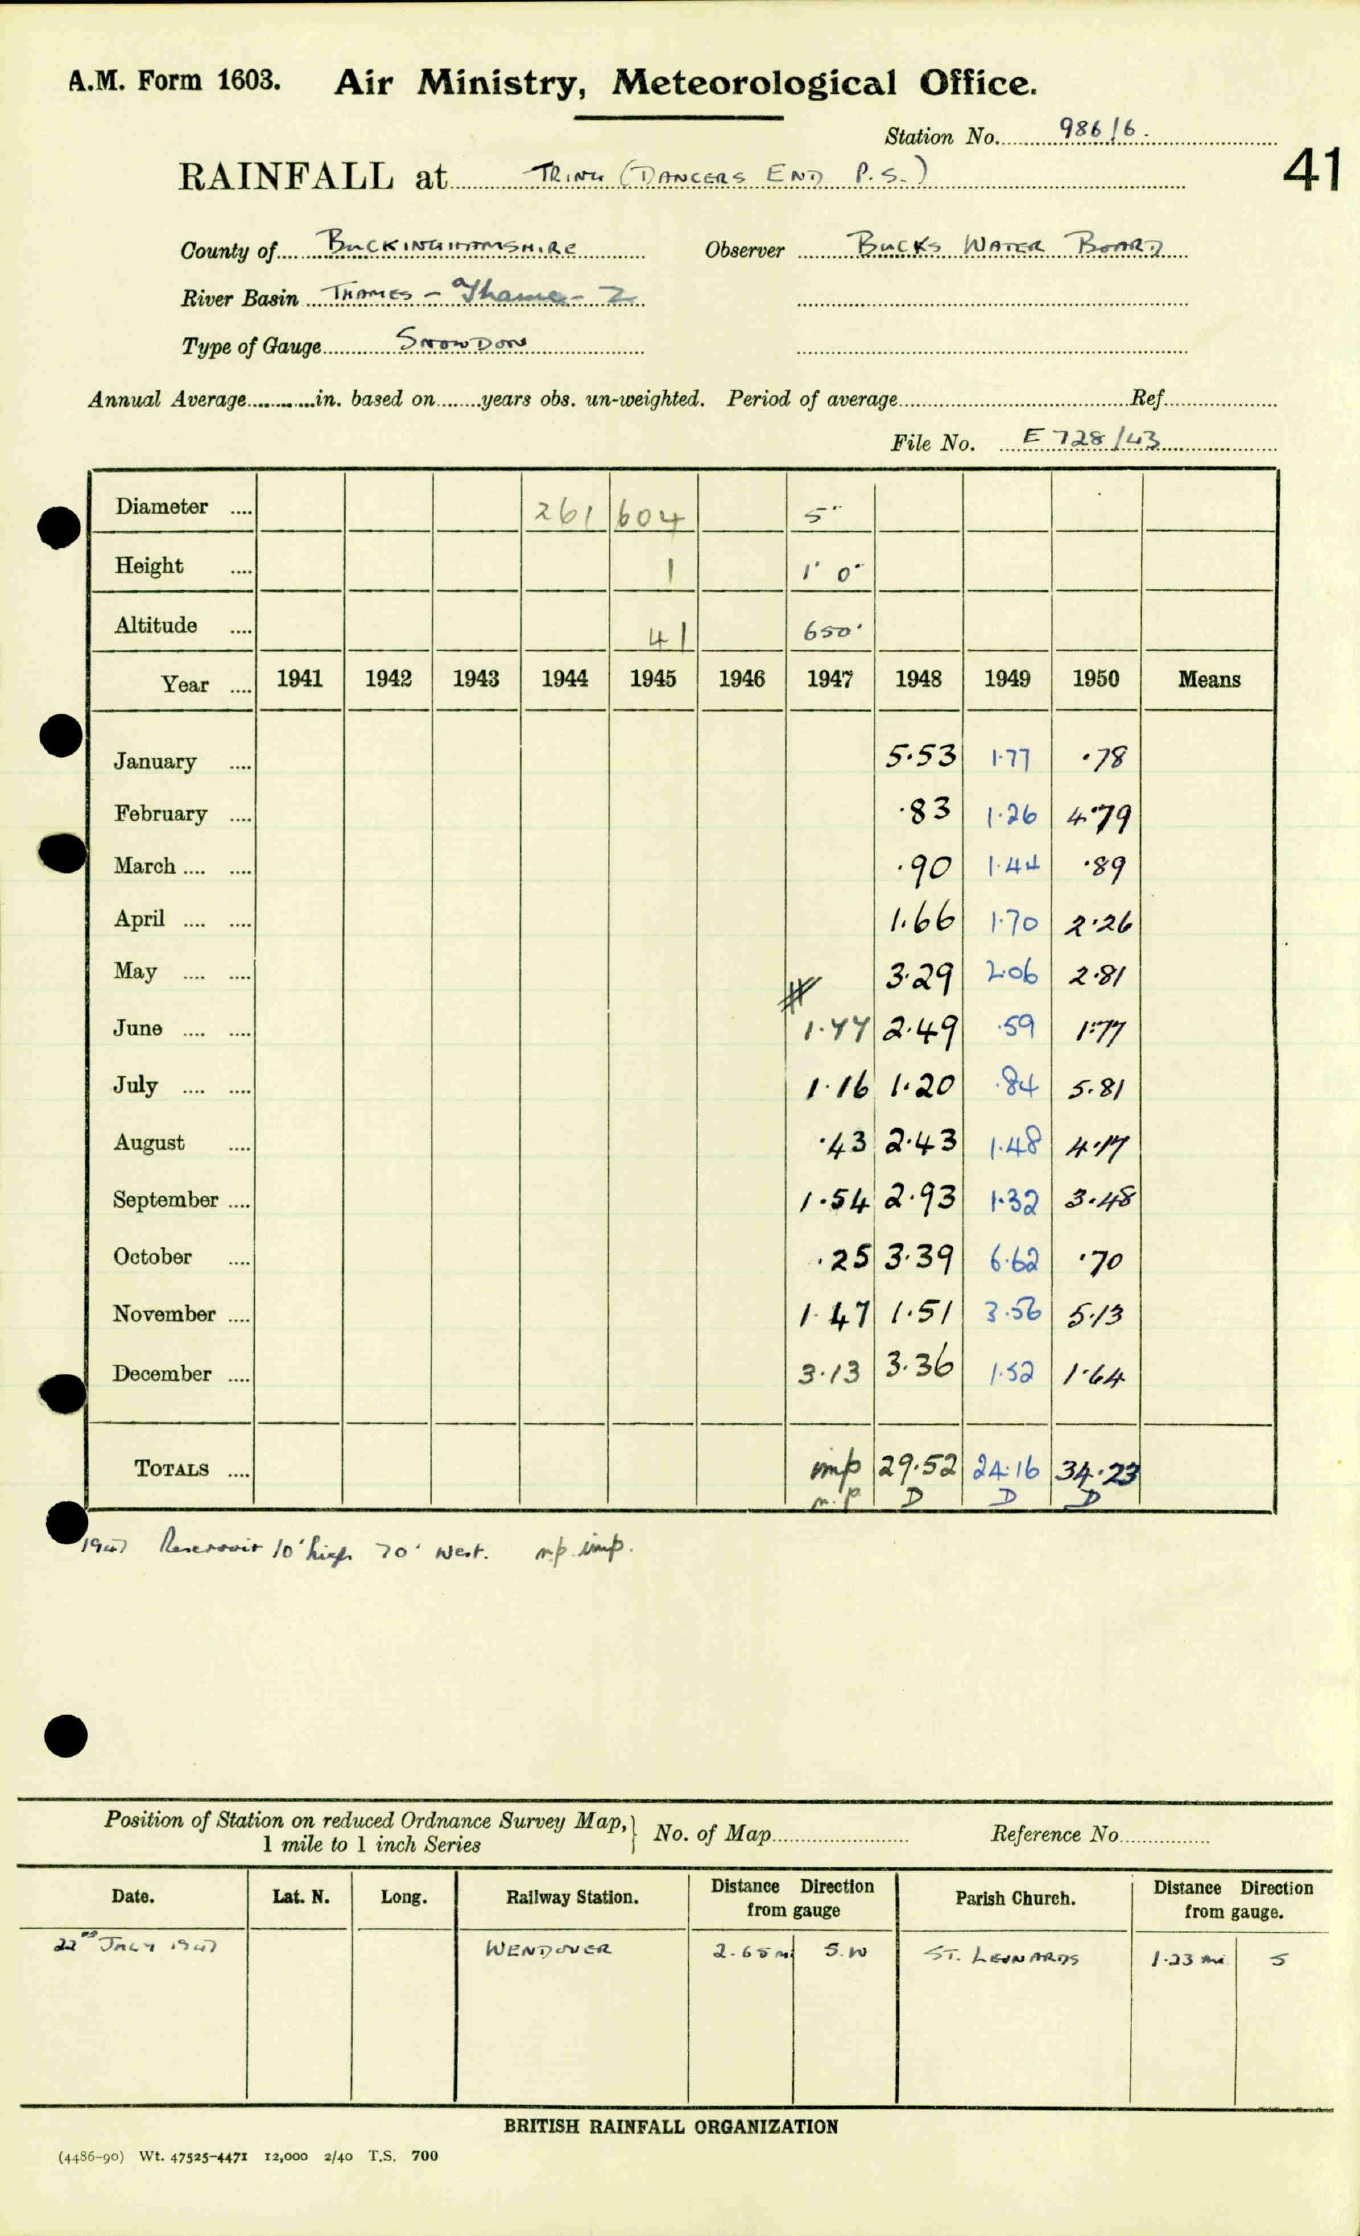 A.M. Form 1603. Air Ministry, Meteorological Office.
Station No. 986/6.
41
RAINFALL at TRING (DANCERS END P.S.)
County of BUCKINGHAMSHIRE Observer BUCKS WATER BOARD
River Basin THAMES - Thame - 2
Type of Gauge SNOWDON
Annual Average in. based on years obs. un-weighted. Period of average Ref.
File No. E 728/43
Diameter 261 604 5"
Height 1 1' 0"
Altitude 41 650'
Year 1941 1942 1943 1944 1945 1946 1947 1948 1949 1950 Means
January 5.53 1.77 .78
February .83 1.26 4.79
March .90 1.44 .89
April 1.66 1.70 2.26
May 3.29 2.06 2.81
June 1.77 2.49 .59 1.77
July 1.16 1.20 .84 5.81
August .43 2.43 1.48 4.17
September 1.54 2.93 1.32 3.48
October .25 3.39 6.62 .70
November 1.47 1.51 3.56 5.13
December 3.13 3.36 1.52 1.64
TOTALS imp 29.52 24.16 34.23
n.p. D D D
1947 Reservoir 10' high 70' west. n.p. imp.
Position of Station on reduced Ordnance Survey Map, 1 mile to 1 inch Series } No. of Map Reference No.
Date. Lat. N. Long. Railway Station. Distance Direction from gauge Parish Church. Distance Direction from gauge.
22nd July 1947 WENDOVER 2.65 mi S.W ST. LEONARDS 1.23 mi S
BRITISH RAINFALL ORGANIZATION
(4486-90) Wt. 47525-4471 12,000 2/40 T.S. 700